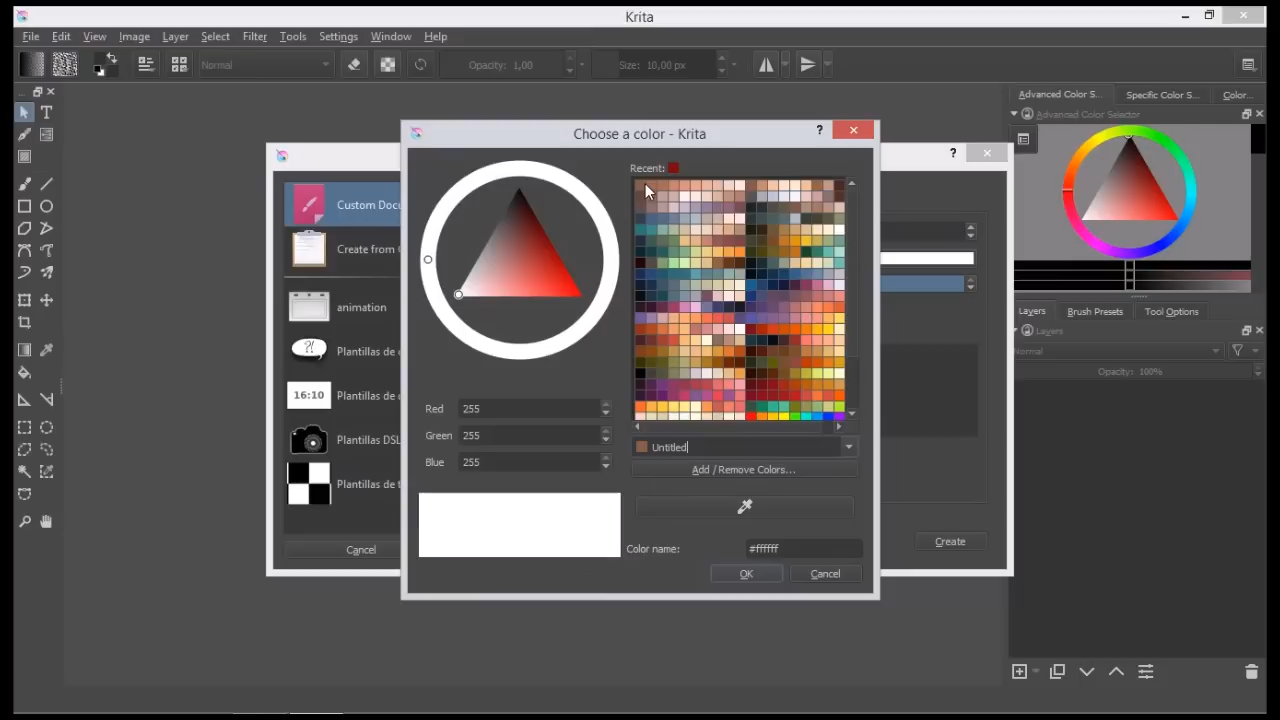 Krita
File Edit View Image Layer Select Filter Tools Settings Window Help
Normal Opacity: 1,00 Size: 10,00 px
Advanced Color S... Specific Color S... Color...
Advanced Color Selector
Choose a color - Krita
?
?
Recent:
Custom Docu
Create from C
animation
?!
Plantillas de
16:10
Plantillas de
Plantillas DSL
Plantillas de
Cancel
Red 255
Green 255
Blue 255
Untitled
Add / Remove Colors...
Color name: #ffffff
OK Cancel
Create
Layers Brush Presets Tool Options
Layers
Normal
Opacity: 100%